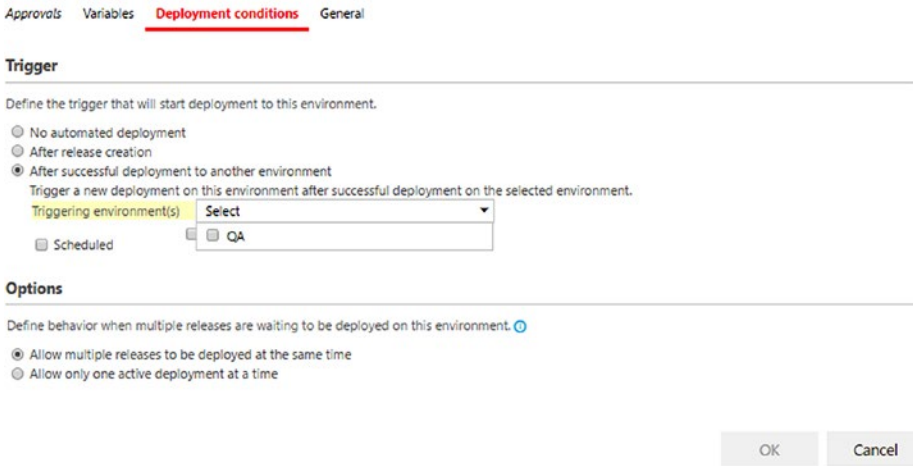 Approvals Variables Deployment conditions General
Trigger
Define the trigger that will start deployment to this environment.
No automated deployment
After release creation
After successful deployment to another environment
Trigger a new deployment on this environment after successful deployment on the selected environment.
Triggering environment(s) Select
QA
Scheduled
Options
Define behavior when multiple releases are waiting to be deployed on this environment.
Allow multiple releases to be deployed at the same time
Allow only one active deployment at a time
OK Cancel